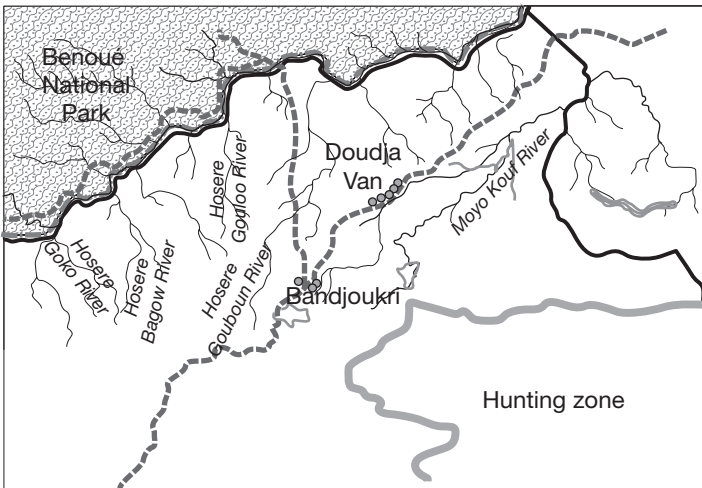 Benoué
National
Park
Doudja
Van
Moyo Kouf River
Hosere
Gouloo River
Hosere
Goko River
Hosere
Bagow River
Hosere
Gouboun River
Bandjoukri
Hunting zone